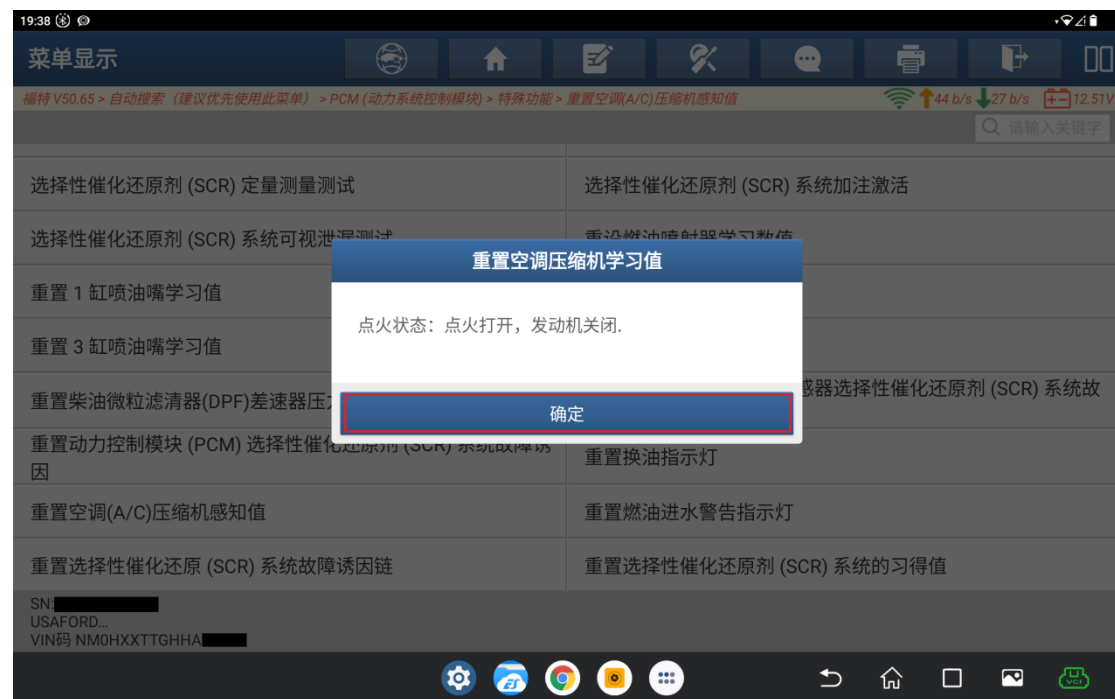 19:38
菜单显示
福特 V50.65 > 自动搜索（建议优先使用此菜单） > PCM (动力系统控制模块) > 特殊功能 > 重置空调(A/C)压缩机感知值
44 b/s 27 b/s 12.51V
请输入关键字
选择性催化还原剂 (SCR) 定量测量测试
选择性催化还原剂 (SCR) 系统加注激活
选择性催化还原剂 (SCR) 系统可视泄漏测试
重设燃油喷射器学习数值
重置空调压缩机学习值
重置 1 缸喷油嘴学习值
点火状态：点火打开，发动机关闭.
重置 3 缸喷油嘴学习值
重置柴油微粒滤清器(DPF)差速器压
感器选择性催化还原剂 (SCR) 系统故
确定
重置动力控制模块 (PCM) 选择性催化还原剂 (SCR) 系统故障诱
因
重置换油指示灯
重置空调(A/C)压缩机感知值
重置燃油进水警告指示灯
重置选择性催化还原 (SCR) 系统故障诱因链
重置选择性催化还原剂 (SCR) 系统的习得值
SN:
USAFORD...
VIN码 NM0HXXTTGHHA
VCI